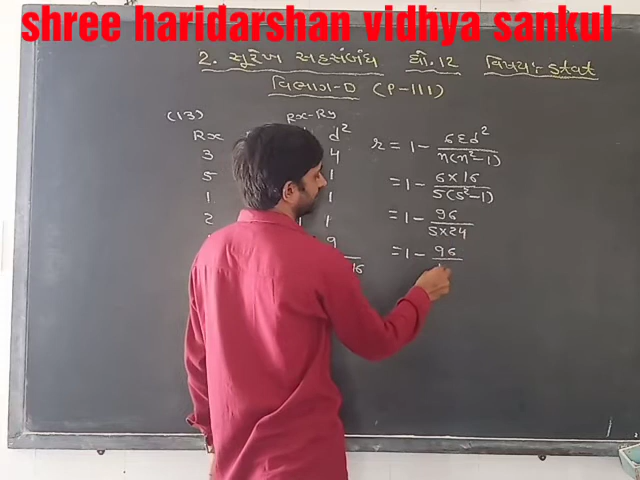 shree haridarshan vidhya sankul
2. સૂરેખ સહસંબંધ ધો.12 વિષય: stat
વિભાગ-D (P-111)
(13) Rx-Ry
Rx d²
3 4
5 1
1 1
2 1 1
9
16
r = 1 - 6Σd² / n(n²-1)
= 1 - 6×16 / 5(5²-1)
= 1 - 96 / 5×24
= 1 - 96 / 1